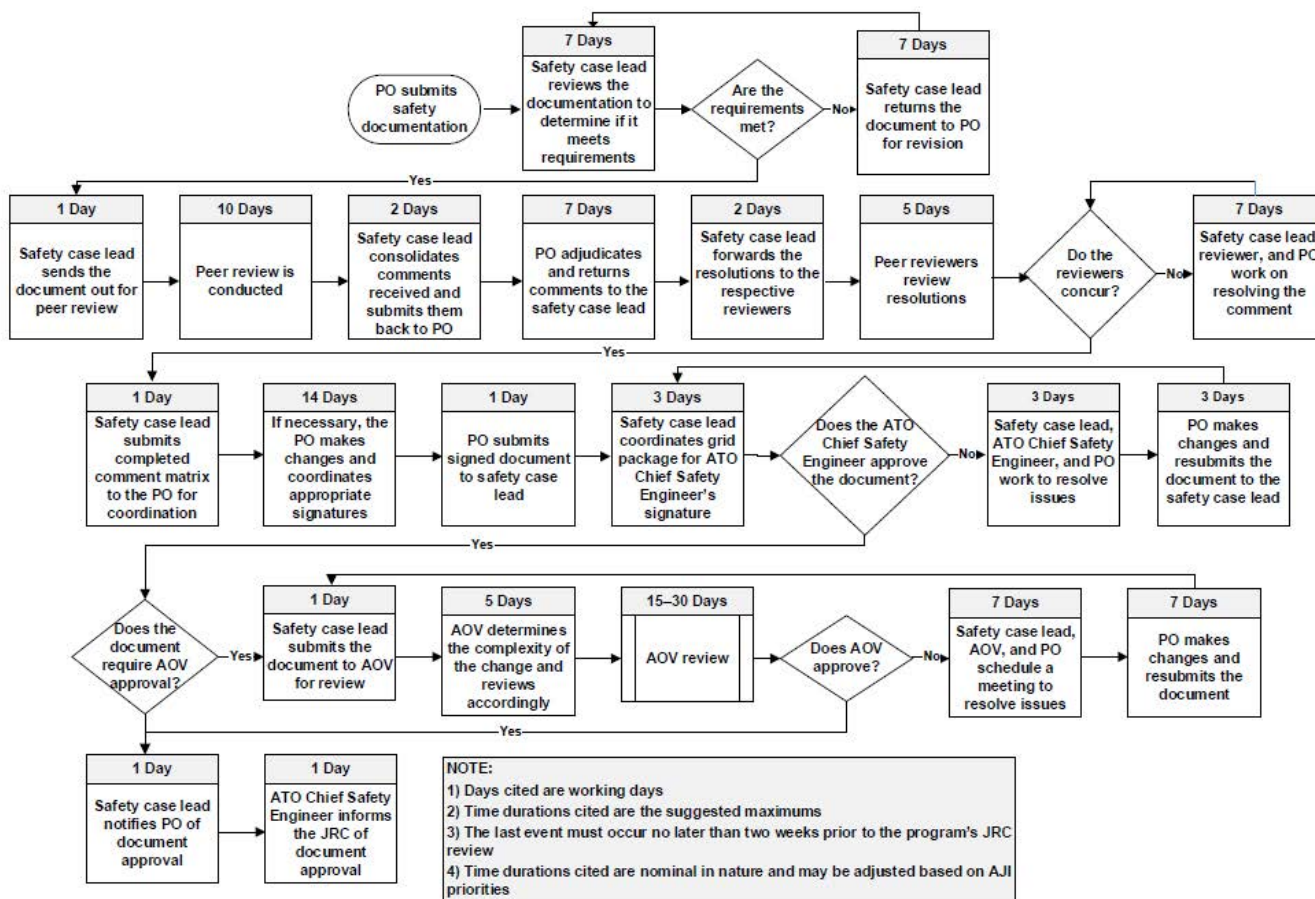 PO submits
safety
documentation
7 Days
Safety case lead
reviews the
documentation to
determine if it
meets
requirements
Are the
requirements
met?
No
7 Days
Safety case lead
returns the
document to PO
for revision
Yes
1 Day
Safety case lead
sends the
document out for
peer review
10 Days
Peer review is
conducted
2 Days
Safety case lead
consolidates
comments
received and
submits them
back to PO
7 Days
PO adjudicates
and returns
comments to the
safety case lead
2 Days
Safety case lead
forwards the
resolutions to the
respective
reviewers
5 Days
Peer reviewers
review
resolutions
Do the
reviewers
concur?
No
7 Days
Safety case lead,
reviewer, and PO
work on
resolving the
comment
Yes
1 Day
Safety case lead
submits
completed
comment matrix
to the PO for
coordination
14 Days
If necessary, the
PO makes
changes and
coordinates
appropriate
signatures
1 Day
PO submits
signed document
to safety case
lead
3 Days
Safety case lead
coordinates grid
package for ATO
Chief Safety
Engineer's
signature
Does the ATO
Chief Safety
Engineer approve
the document?
No
3 Days
Safety case lead,
ATO Chief Safety
Engineer, and PO
work to resolve
issues
3 Days
PO makes
changes and
resubmits the
document to the
safety case lead
Yes
Does the
document
require AOV
approval?
Yes
1 Day
Safety case lead
submits the
document to AOV
for review
5 Days
AOV determines
the complexity of
the change and
reviews
accordingly
15–30 Days
AOV review
Does AOV
approve?
No
7 Days
Safety case lead,
AOV, and PO
schedule a
meeting to
resolve issues
7 Days
PO makes
changes and
resubmits the
document
Yes
1 Day
Safety case lead
notifies PO of
document
approval
1 Day
ATO Chief Safety
Engineer informs
the JRC of
document
approval
NOTE:
1) Days cited are working days
2) Time durations cited are the suggested maximums
3) The last event must occur no later than two weeks prior to the program's JRC
review
4) Time durations cited are nominal in nature and may be adjusted based on AJI
priorities